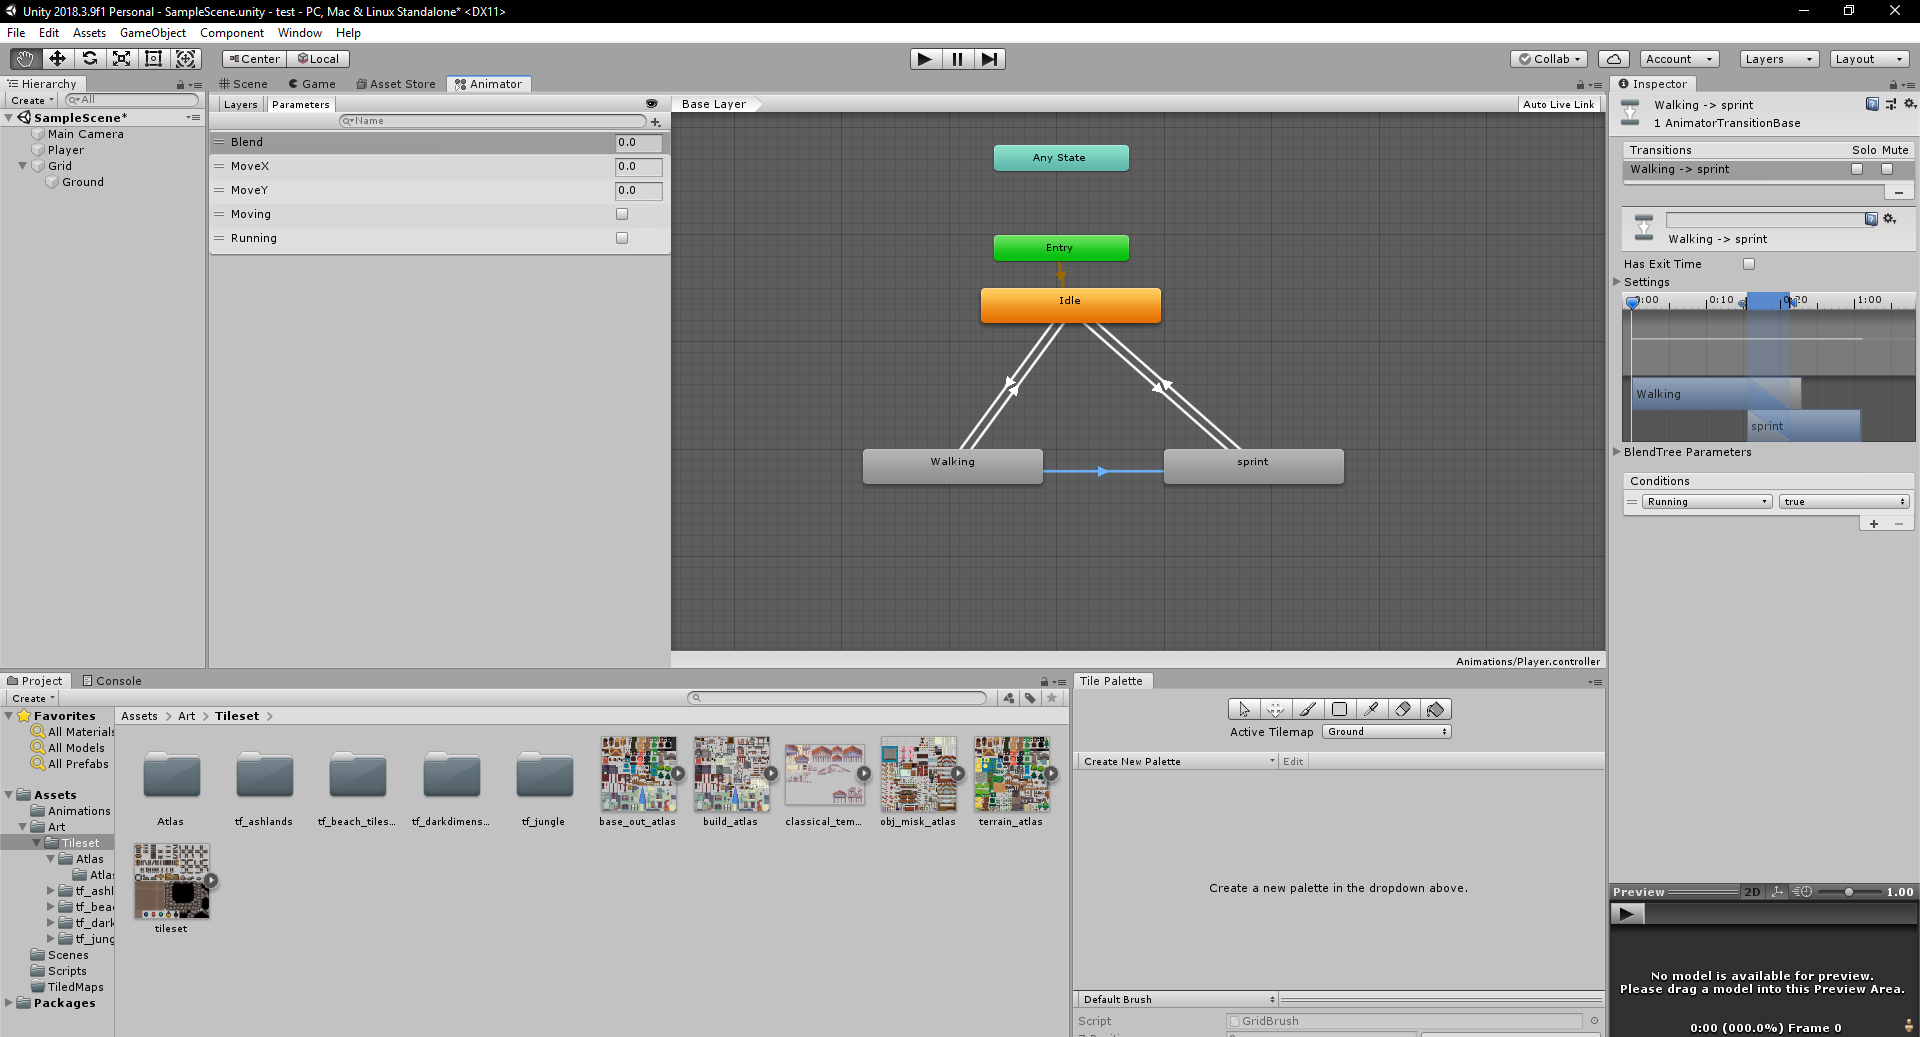 Unity 2018.3.9f1 Personal - SampleScene.unity - test - PC, Mac & Linux Standalone* <DX11>
File Edit Assets GameObject Component Window Help
Center Local Collab Account Layers Layout
Hierarchy
Create All
SampleScene*
Main Camera
Player
Grid
Ground
Scene Game Asset Store Animator
Layers Parameters
Name
Blend 0.0
MoveX 0.0
MoveY 0.0
Moving
Running
Base Layer Auto Live Link
Any State
Entry
Idle
Walking
sprint
Animations/Player.controller
Inspector
Walking -> sprint
1 AnimatorTransitionBase
Transitions Solo Mute
Walking -> sprint
Walking -> sprint
Has Exit Time
Settings
0:00 0:10 0:20 1:00
Walking
sprint
BlendTree Parameters
Conditions
Running true
Project Console
Create
Favorites
All Materials
All Models
All Prefabs
Assets
Animations
Art
Tileset
Atlas
Atlas
tf_ashl
tf_bea
tf_dark
tf_jung
Scenes
Scripts
TiledMaps
Packages
Assets > Art > Tileset >
Atlas tf_ashlands tf_beach_tiles... tf_darkdimens... tf_jungle base_out_atlas build_atlas classical_tem... obj_misk_atlas terrain_atlas
tileset
Tile Palette
Active Tilemap Ground
Create New Palette Edit
Create a new palette in the dropdown above.
Default Brush
Script GridBrush
Preview 2D 1.00
No model is available for preview.
Please drag a model into this Preview Area.
0:00 (000.0%) Frame 0